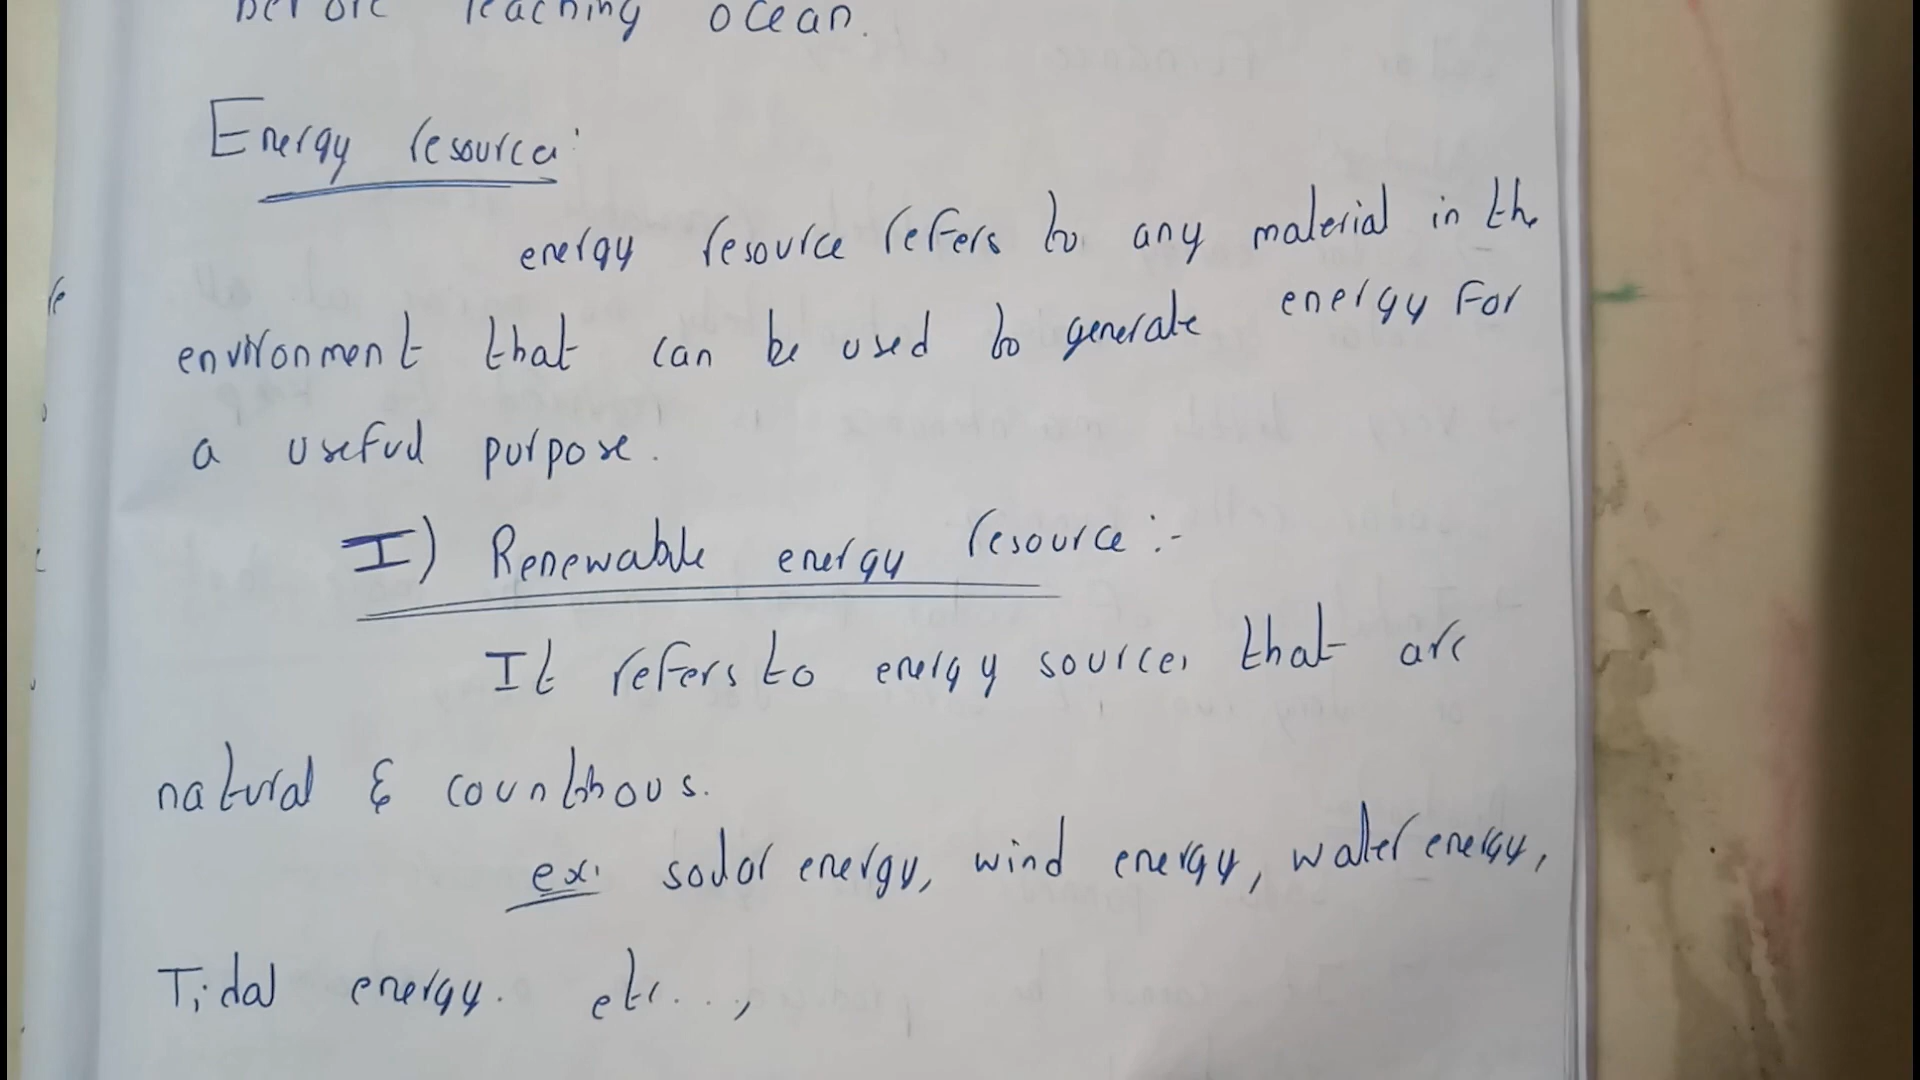 before reaching ocean.
Energy resource:
energy resource refers to any material in the
environment that can be used to generate energy for
a useful purpose.
I) Renewable energy resource :-
It refers to energy sources that are
natural & countinous.
ex: solar energy, wind energy, water energy,
Tidal energy. etc...,